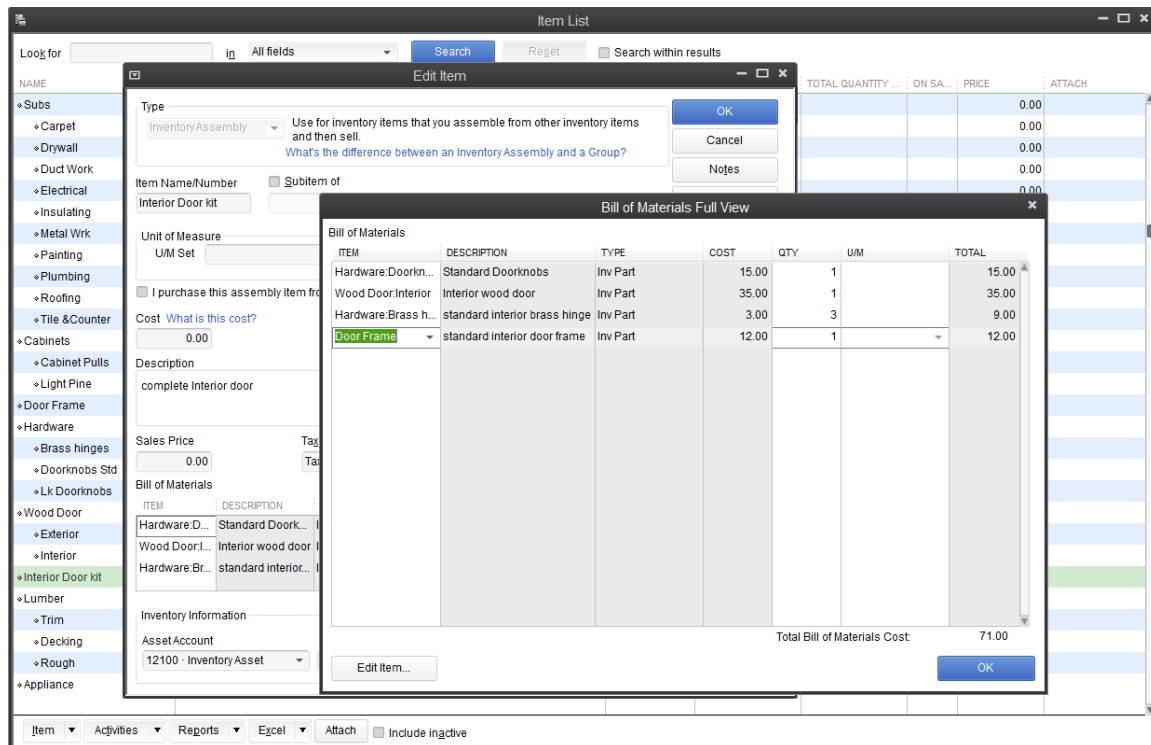 Item List
Look for in All fields Search Reset Search within results
NAME TOTAL QUANTITY ... ON SA... PRICE ATTACH
Subs 0.00
Carpet 0.00
Drywall 0.00
Duct Work 0.00
Electrical 0.00
Insulating
Metal Wrk
Painting
Plumbing
Roofing
Tile &Counter
Cabinets
Cabinet Pulls
Light Pine
Door Frame
Hardware
Brass hinges
Doorknobs Std
Lk Doorknobs
Wood Door
Exterior
Interior
Interior Door kit
Lumber
Trim
Decking
Rough
Appliance
Item Activities Reports Excel Attach Include inactive
Edit Item
Type
Inventory Assembly
Use for inventory items that you assemble from other inventory items
and then sell.
What's the difference between an Inventory Assembly and a Group?
OK
Cancel
Notes
Item Name/Number Subitem of
Interior Door kit
Unit of Measure
U/M Set
I purchase this assembly item fro
Cost What is this cost?
0.00
Description
complete Interior door
Sales Price Tax
0.00 Tax
Bill of Materials
ITEM DESCRIPTION
Hardware:D... Standard Doork...
Wood Door:I... Interior wood door
Hardware:Br... standard interior...
Inventory Information
Asset Account
12100 · Inventory Asset
Bill of Materials Full View
Bill of Materials
ITEM DESCRIPTION TYPE COST QTY U/M TOTAL
Hardware:Doorkn... Standard Doorknobs Inv Part 15.00 1 15.00
Wood Door:Interior Interior wood door Inv Part 35.00 1 35.00
Hardware:Brass h... standard interior brass hinge Inv Part 3.00 3 9.00
Door Frame standard interior door frame Inv Part 12.00 1 12.00
Total Bill of Materials Cost: 71.00
Edit Item... OK